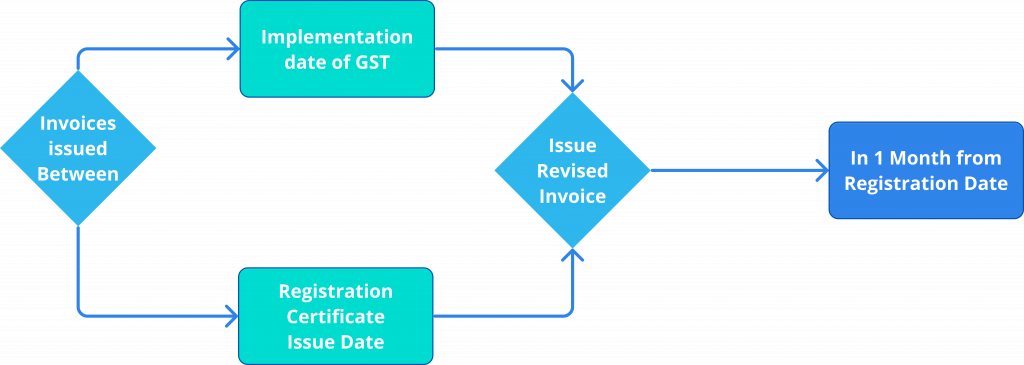 Implementation
date of GST
Invoices
issued
Between
Issue
Revised
Invoice
In 1 Month from
Registration Date
Registration
Certificate
Issue Date